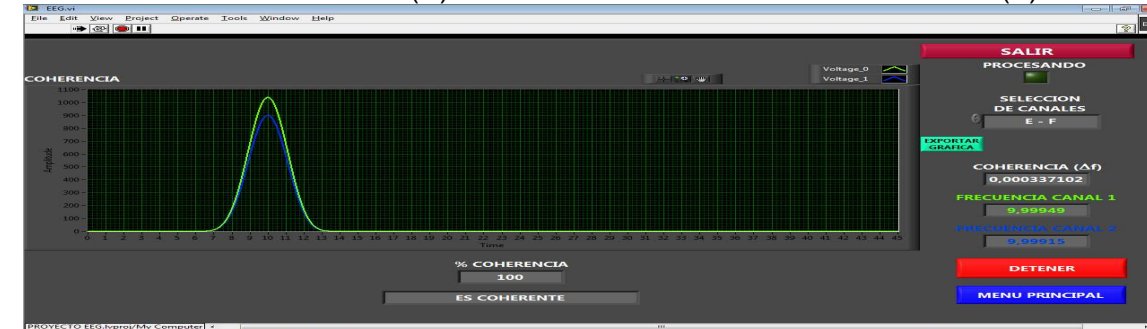 EEG.vi
File Edit View Project Operate Tools Window Help
SALIR
PROCESANDO
COHERENCIA
Voltage_0
Voltage_1
SELECCION
DE CANALES
6 E - F
EXPORTAR
GRAFICA
COHERENCIA (Δf)
0,000337102
FRECUENCIA CANAL 1
9,99949
FRECUENCIA CANAL 2
9,99915
Amplitude
1100
1000
900
800
700
600
500
400
300
200
100
0
0 1 2 3 4 5 6 7 8 9 10 11 12 13 14 15 16 17 18 19 20 21 22 23 24 25 26 27 28 29 30 31 32 33 34 35 36 37 38 39 40 41 42 43 44 45
Time
% COHERENCIA
100
ES COHERENTE
DETENER
MENU PRINCIPAL
PROYECTO EEG.lvproj/My Computer